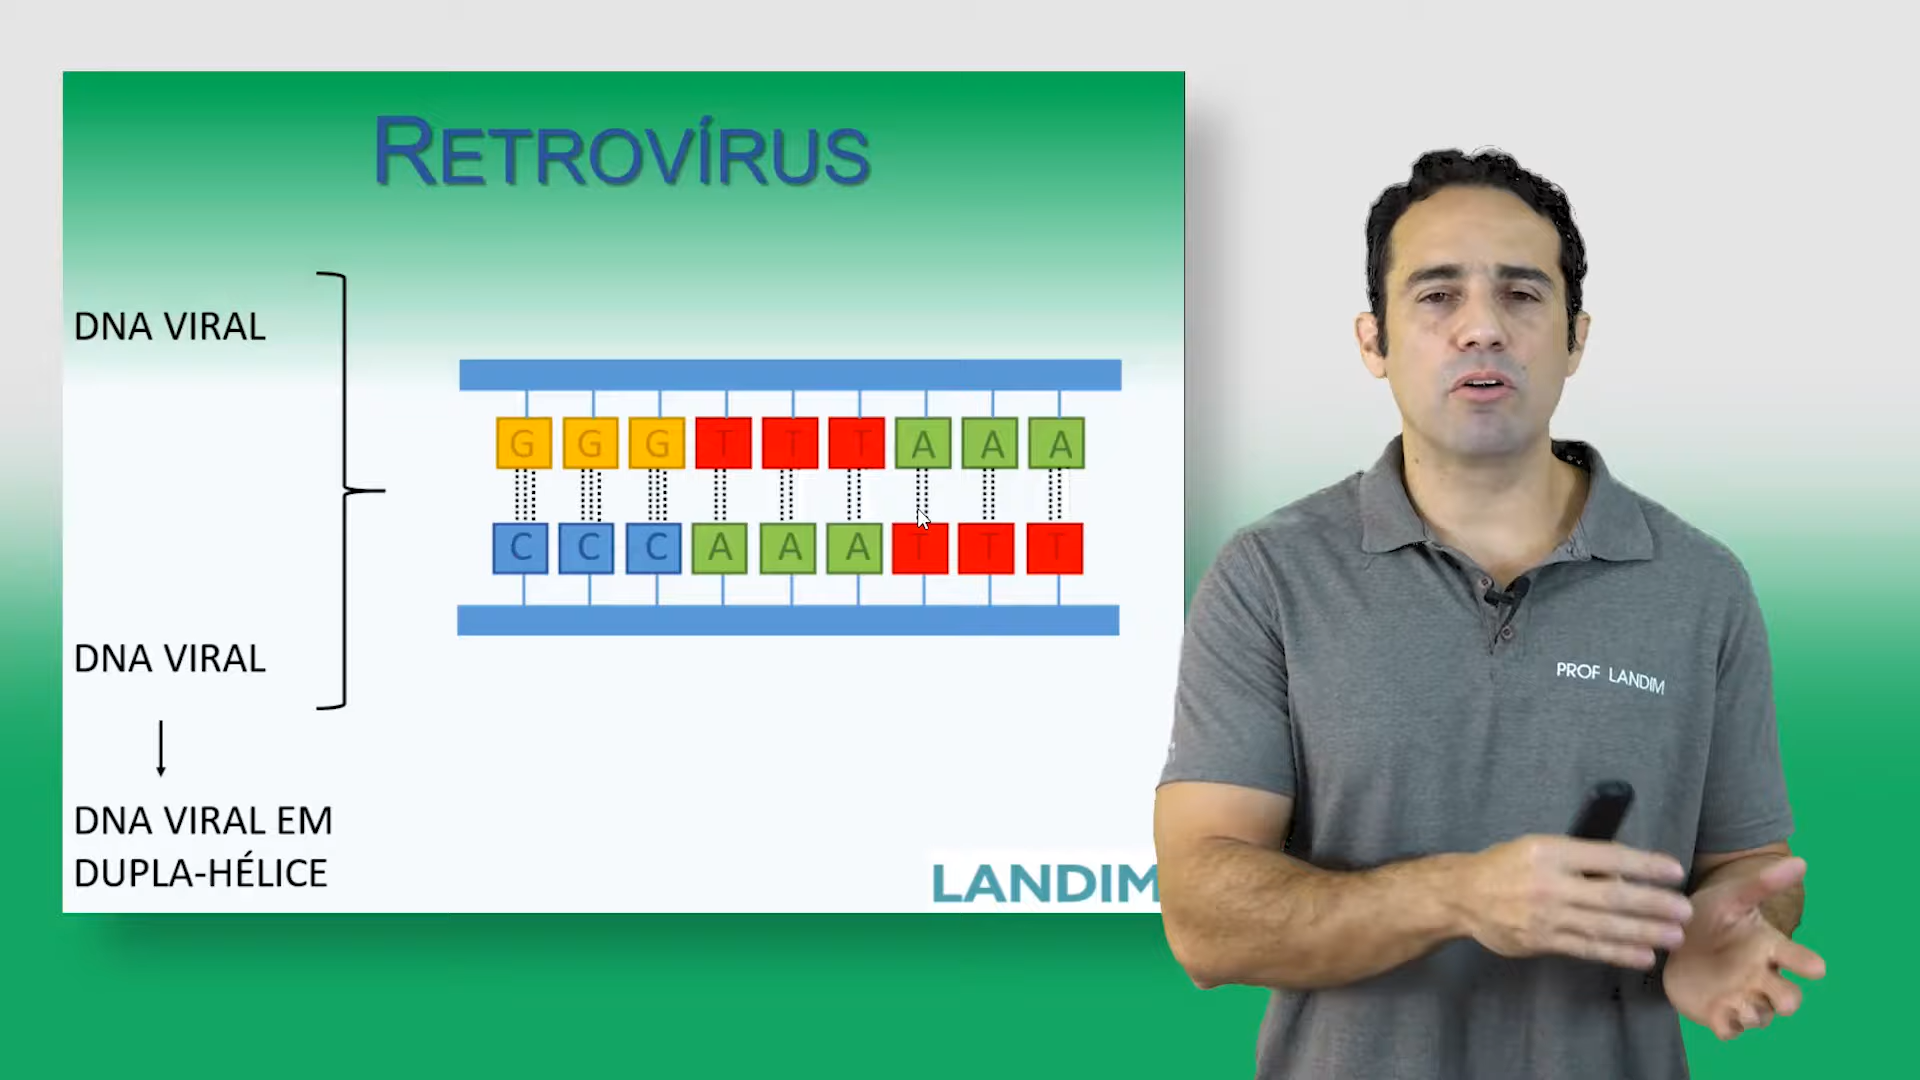 RETROVÍRUS
DNA VIRAL
G G G T T T A A A
C C C A A A T T T
DNA VIRAL
DNA VIRAL EM
DUPLA-HÉLICE
LANDIM
PROF LANDIM